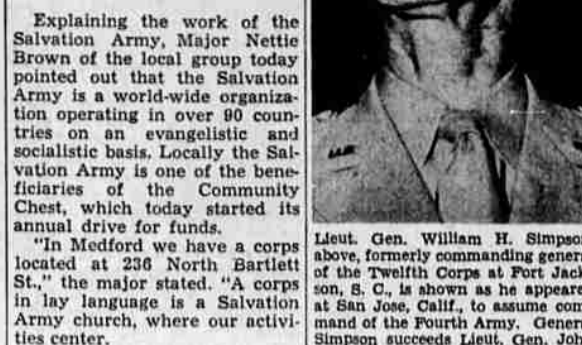 Explaining the work of the
Salvation Army, Major Nettie
Brown of the local group today
pointed out that the Salvation
Army is a world-wide organiza-
tion operating in over 90 coun-
tries on an evangelistic and
socialistic basis. Locally the Sal-
vation Army is one of the bene-
ficiaries of the Community
Chest, which today started its
annual drive for funds.
"In Medford we have a corps
located at 236 North Bartlett
St.," the major stated. "A corps
in lay language is a Salvation
Army church, where our activi-
ties center.
Lieut. Gen. William H. Simpson
above, formerly commanding gener
of the Twelfth Corps at Fort Jack
son, S. C., is shown as he appeare
at San Jose, Calif., to assume com
mand of the Fourth Army. Gener
Simpson succeeds Lieut. Gen. Joh